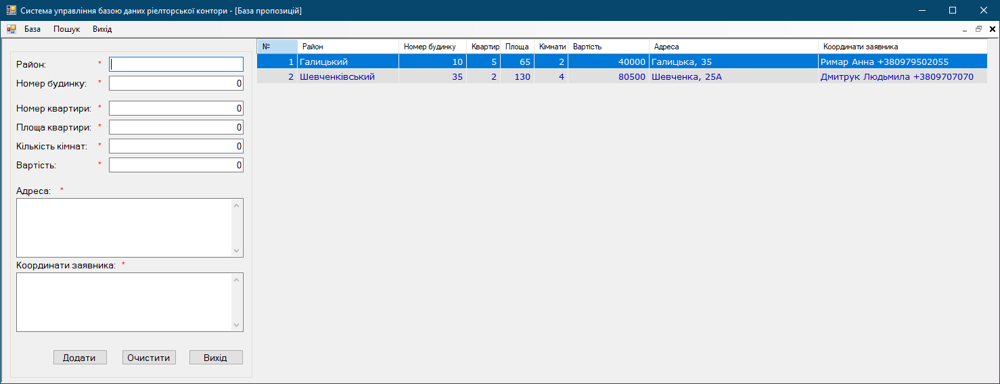 Система управління базою даних ріелторської контори - [База пропозицій]
База Пошук Вихід
Район: *
Номер будинку: * 0
Номер квартири: * 0
Площа квартири: * 0
Кількість кімнат: * 0
Вартість: * 0
Адреса: *
Координати заявника: *
Додати Очистити Вихід
№ Район Номер будинку Квартир Площа Кімнати Вартість Адреса Координати заявника
1 Галицький 10 5 65 2 40000 Галицька, 35 Римар Анна +380979502055
2 Шевченківський 35 2 130 4 80500 Шевченка, 25А Дмитрук Людьмила +3809707070